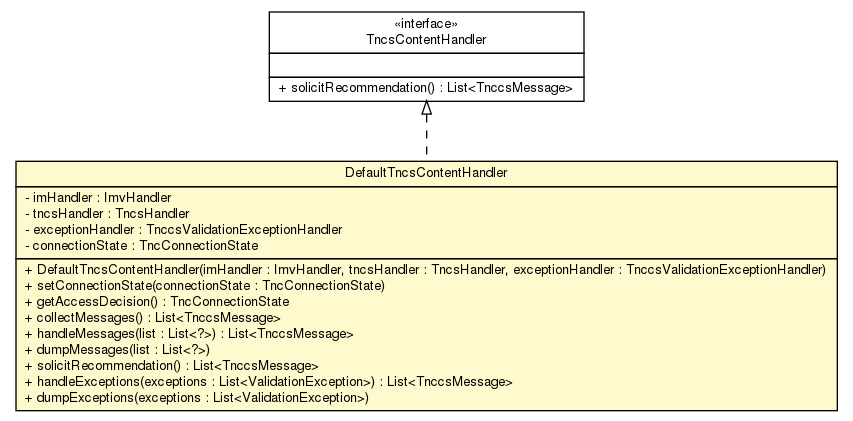 «interface»
TncsContentHandler
+ solicitRecommendation() : List<TnccsMessage>
DefaultTncsContentHandler
- imHandler : ImvHandler
- tncsHandler : TncsHandler
- exceptionHandler : TnccsValidationExceptionHandler
- connectionState : TncConnectionState
+ DefaultTncsContentHandler(imHandler : ImvHandler, tncsHandler : TncsHandler, exceptionHandler : TnccsValidationExceptionHandler)
+ setConnectionState(connectionState : TncConnectionState)
+ getAccessDecision() : TncConnectionState
+ collectMessages() : List<TnccsMessage>
+ handleMessages(list : List<?>) : List<TnccsMessage>
+ dumpMessages(list : List<?>)
+ solicitRecommendation() : List<TnccsMessage>
+ handleExceptions(exceptions : List<ValidationException>) : List<TnccsMessage>
+ dumpExceptions(exceptions : List<ValidationException>)